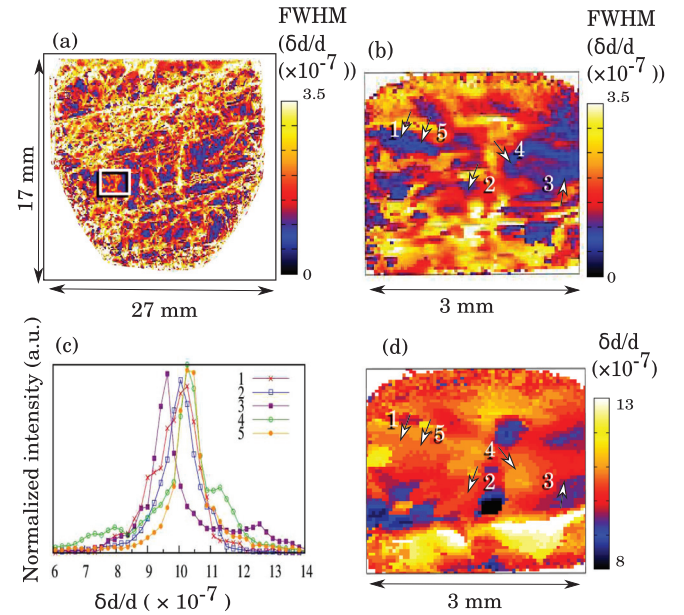 FWHM
(δd/d
(×10⁻⁷ ))
(a)
3.5
0
17 mm
27 mm
FWHM
(δd/d
(×10⁻⁷ ))
(b)
3.5
0
1
5
4
2
3
3 mm
(c)
Normalized intensity (a.u.)
1
2
3
4
5
6 7 8 9 10 11 12 13 14
δd/d ( × 10⁻⁷)
(d)
δd/d
(×10⁻⁷)
13
8
1
5
4
2
3
3 mm